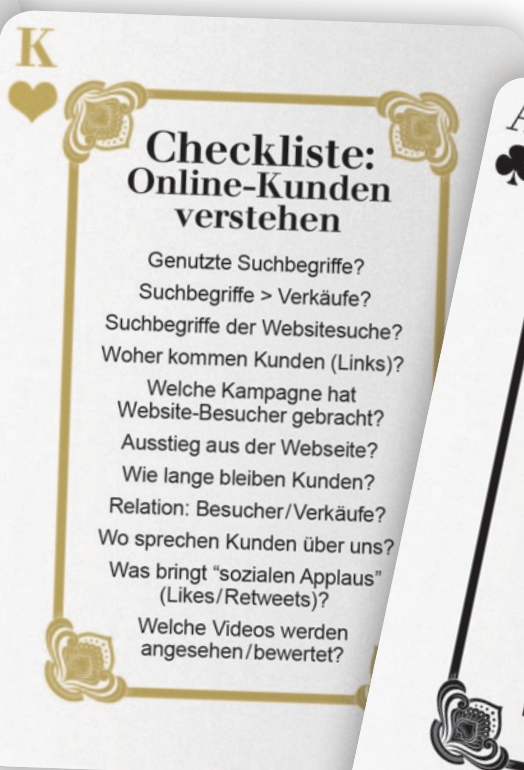 K
Checkliste:
Online-Kunden
verstehen
Genutzte Suchbegriffe?
Suchbegriffe > Verkäufe?
Suchbegriffe der Websitesuche?
Woher kommen Kunden (Links)?
Welche Kampagne hat
Website-Besucher gebracht?
Ausstieg aus der Webseite?
Wie lange bleiben Kunden?
Relation: Besucher/Verkäufe?
Wo sprechen Kunden über uns?
Was bringt “sozialen Applaus”
(Likes/Retweets)?
Welche Videos werden
angesehen/bewertet?
A